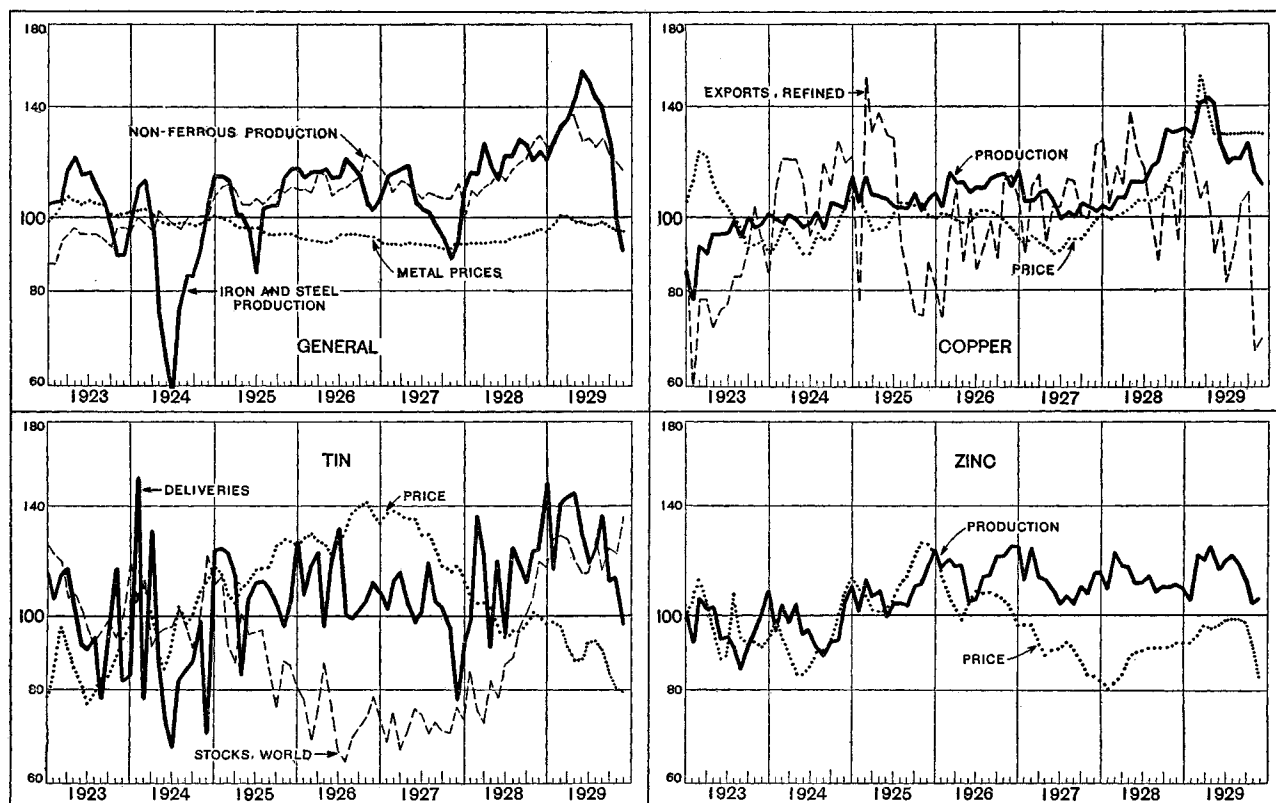 180
140
100
80
60
NON-FERROUS PRODUCTION
METAL PRICES
IRON AND STEEL
PRODUCTION
GENERAL
1923 1924 1925 1926 1927 1928 1929
180
140
100
80
60
EXPORTS, REFINED
PRODUCTION
PRICE
COPPER
1923 1924 1925 1926 1927 1928 1929
180
140
100
80
60
TIN
DELIVERIES
PRICE
STOCKS, WORLD
1923 1924 1925 1926 1927 1928 1929
180
140
100
80
60
ZINC
PRODUCTION
PRICE
1923 1924 1925 1926 1927 1928 1929